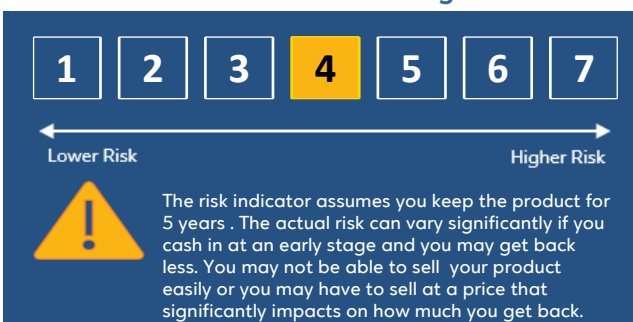 1 2 3 4 5 6 7
Lower Risk Higher Risk
!
The risk indicator assumes you keep the product for
5 years . The actual risk can vary significantly if you
cash in at an early stage and you may get back
less. You may not be able to sell your product
easily or you may have to sell at a price that
significantly impacts on how much you get back.